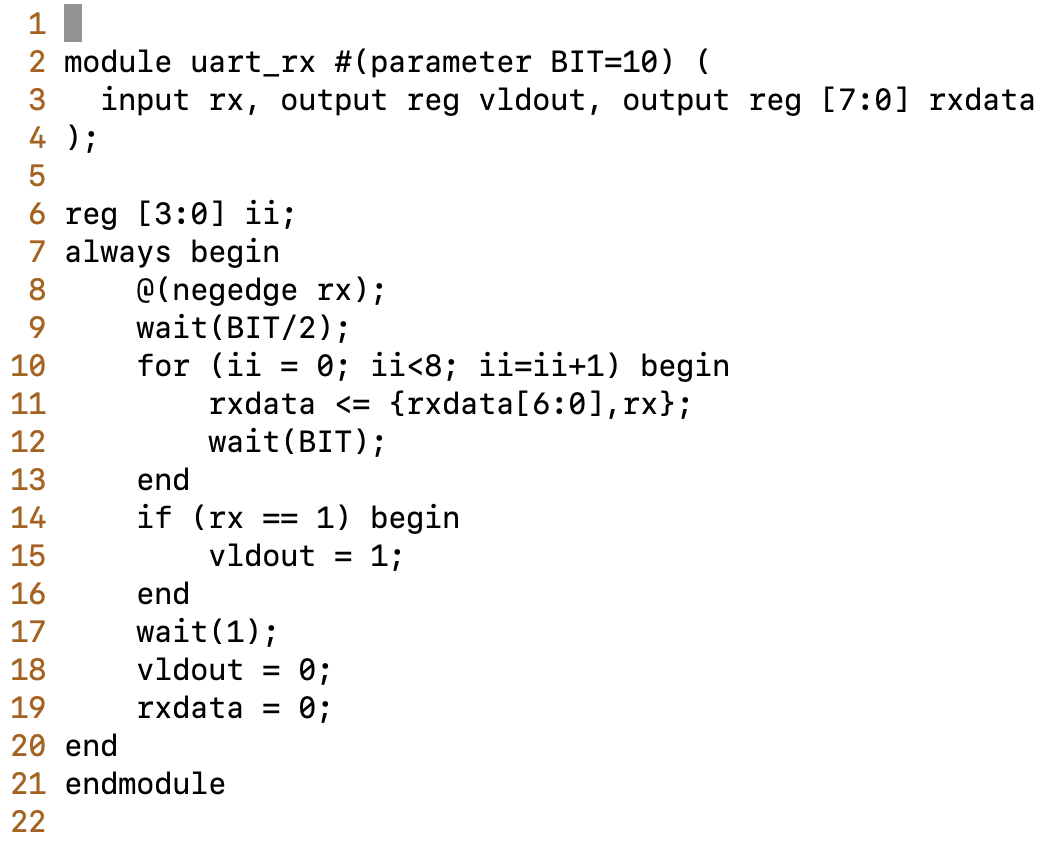 1
2 module uart_rx #(parameter BIT=10) (
3   input rx, output reg vldout, output reg [7:0] rxdata
4 );
5
6 reg [3:0] ii;
7 always begin
8     @(negedge rx);
9     wait(BIT/2);
10     for (ii = 0; ii<8; ii=ii+1) begin
11         rxdata <= {rxdata[6:0],rx};
12         wait(BIT);
13     end
14     if (rx == 1) begin
15         vldout = 1;
16     end
17     wait(1);
18     vldout = 0;
19     rxdata = 0;
20 end
21 endmodule
22